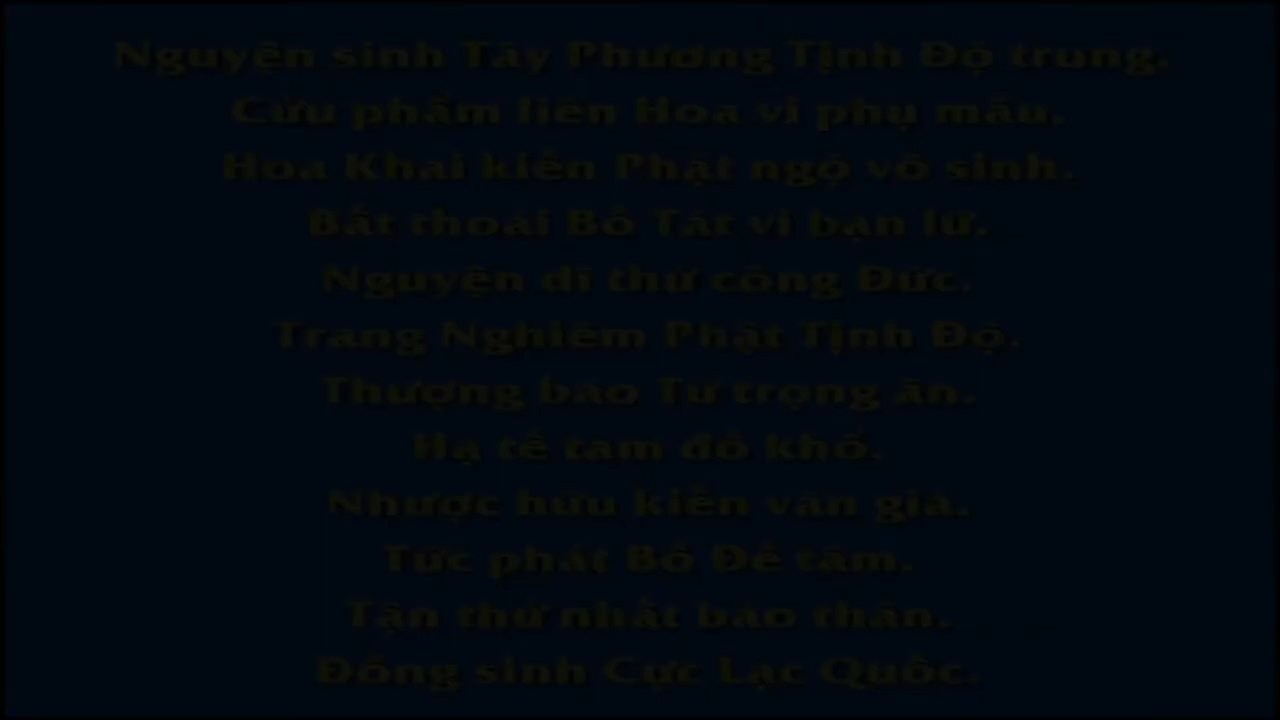 Nguyện sinh Tây Phương Tịnh Độ trung.
Cửu phẩm liên Hoa vi phụ mẫu.
Hoa Khai kiến Phật ngộ vô sinh.
Bất thoái Bồ Tát vi bạn lữ.
Nguyện dĩ thử công Đức.
Trang Nghiêm Phật Tịnh Độ.
Thượng báo Tứ trọng ân.
Hạ tế tam đồ khổ.
Nhược hữu kiến văn giả.
Tức phát Bồ Đề tâm.
Tận thử nhất báo thân.
Đồng sinh Cực Lạc Quốc.